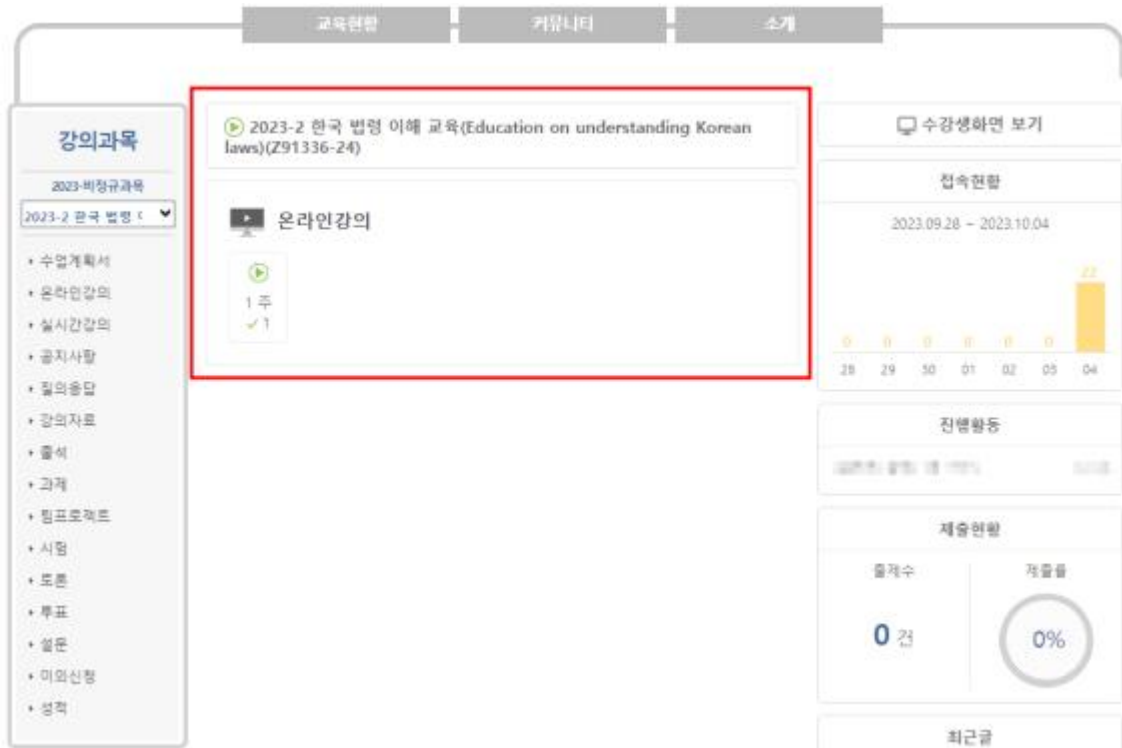 교육현황
커뮤니티
소개
강의과목
2023-비정규과목
2023-2 한국 법령 (
수업계획서
온라인강의
실시간강의
공지사항
질의응답
강의자료
출석
과제
팀프로젝트
시험
토론
투표
설문
이의신청
성적
2023-2 한국 법령 이해 교육(Education on understanding Korean
laws)(Z91336-24)
온라인강의
1 주
✓ 1
수강생화면 보기
접속현황
2023.09.28 ~ 2023.10.04
22
0 0 0 0 0 0
28 29 30 01 02 03 04
진행활동
제출현황
출제수 제출율
0 건 0%
최근글